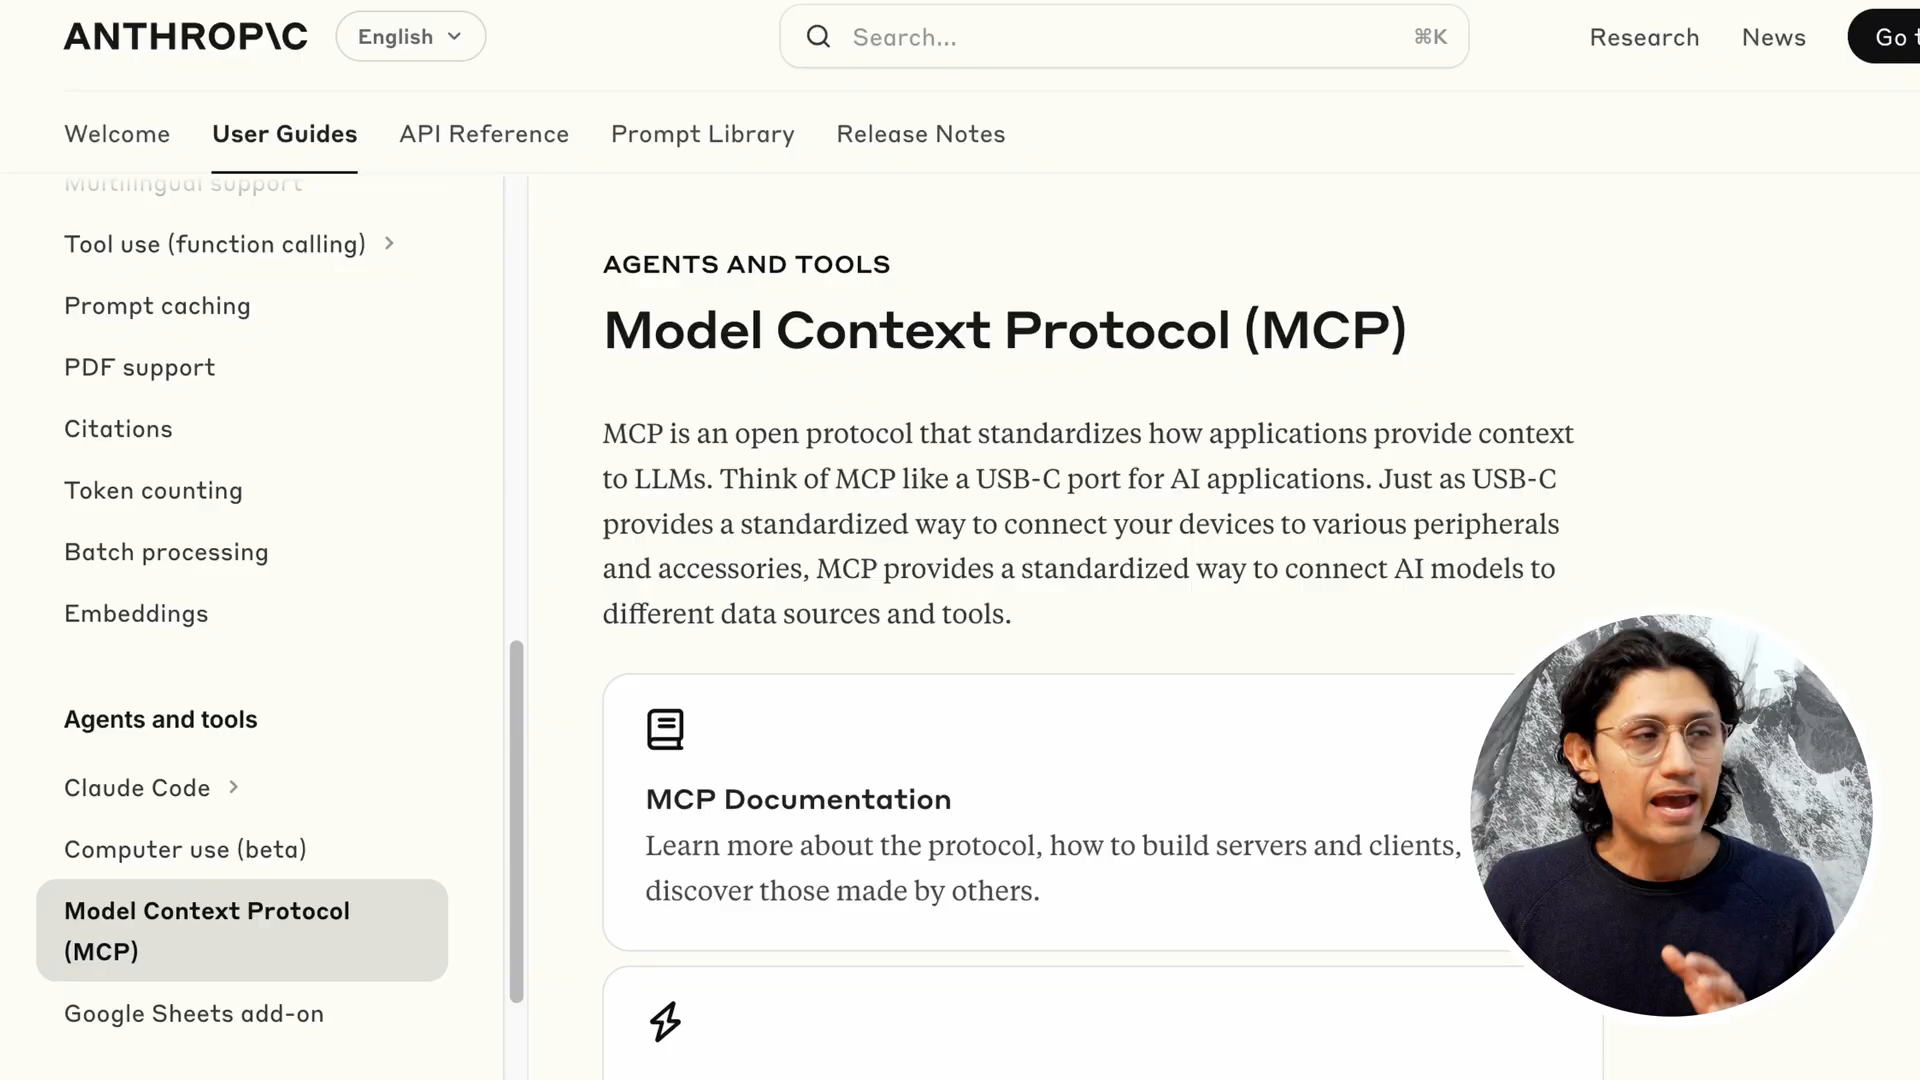 ANTHROP\C
English
Search...
⌘K
Research
News
Go t
Welcome
User Guides
API Reference
Prompt Library
Release Notes
Multilingual support
Tool use (function calling)
Prompt caching
PDF support
Citations
Token counting
Batch processing
Embeddings
Agents and tools
Claude Code
Computer use (beta)
Model Context Protocol
(MCP)
Google Sheets add-on
AGENTS AND TOOLS
Model Context Protocol (MCP)
MCP is an open protocol that standardizes how applications provide context
to LLMs. Think of MCP like a USB-C port for AI applications. Just as USB-C
provides a standardized way to connect your devices to various peripherals
and accessories, MCP provides a standardized way to connect AI models to
different data sources and tools.
MCP Documentation
Learn more about the protocol, how to build servers and clients,
discover those made by others.